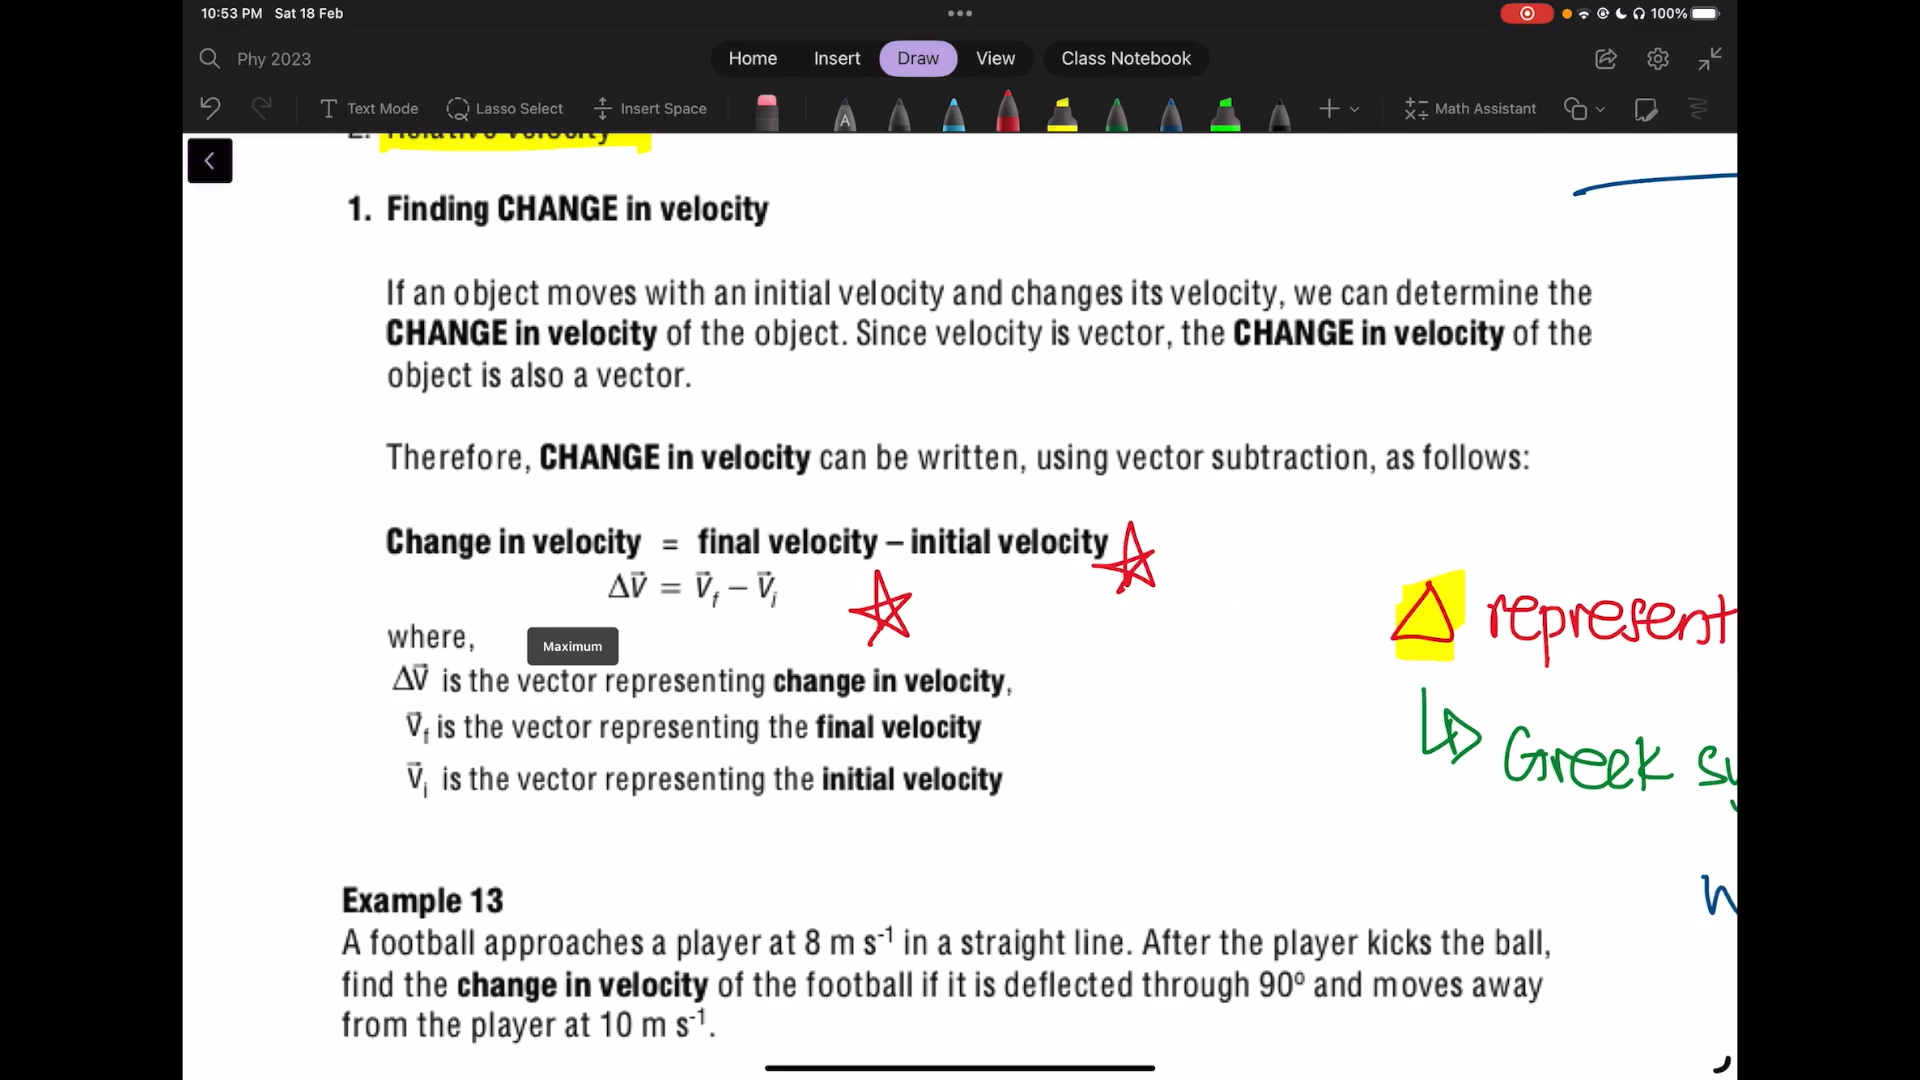 10:53 PM Sat 18 Feb
100%
Phy 2023
Home Insert Draw View Class Notebook
Text Mode Lasso Select Insert Space A Math Assistant
2. Relative velocity
1. Finding CHANGE in velocity
If an object moves with an initial velocity and changes its velocity, we can determine the
CHANGE in velocity of the object. Since velocity is vector, the CHANGE in velocity of the
object is also a vector.
Therefore, CHANGE in velocity can be written, using vector subtraction, as follows:
Change in velocity = final velocity – initial velocity
ΔV⃗ = V⃗f – V⃗i
where,
Maximum
ΔV⃗ is the vector representing change in velocity,
V⃗f is the vector representing the final velocity
V⃗i is the vector representing the initial velocity
Δ represent
Greek sy
Example 13
A football approaches a player at 8 m s⁻¹ in a straight line. After the player kicks the ball,
find the change in velocity of the football if it is deflected through 90º and moves away
from the player at 10 m s⁻¹.